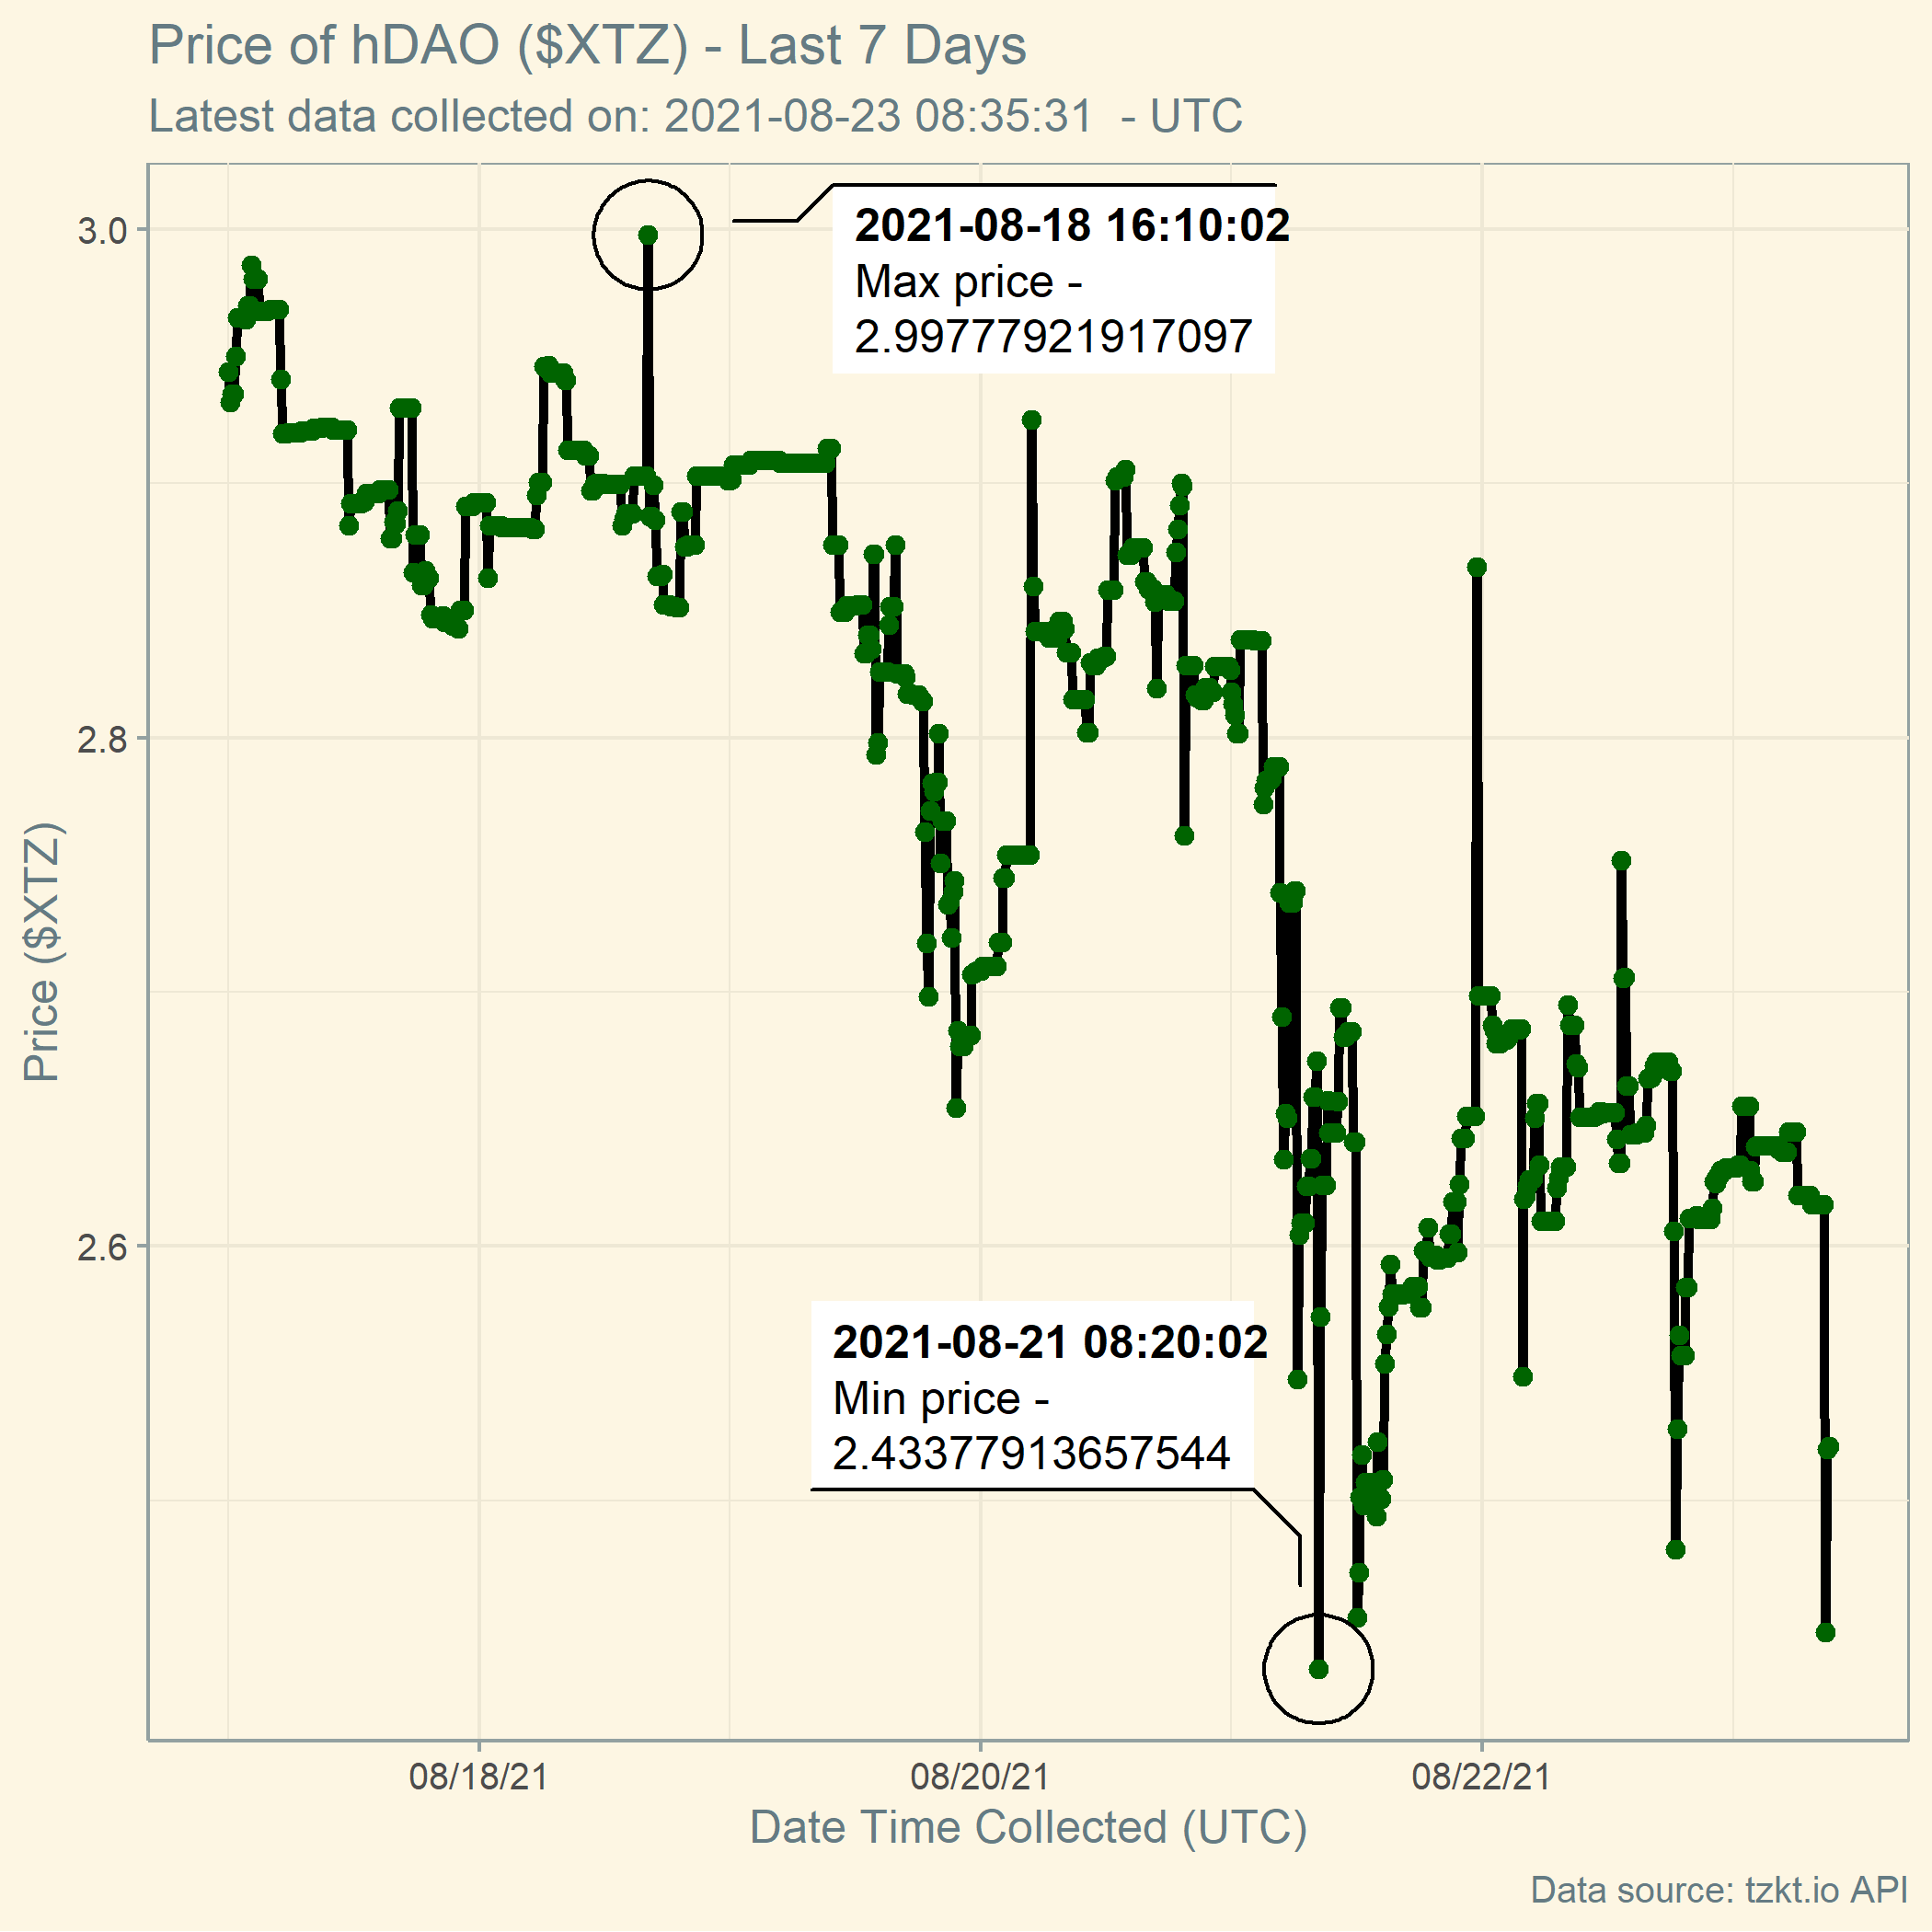 Price of hDAO ($XTZ) - Last 7 Days
Latest data collected on: 2021-08-23 08:35:31  - UTC
2021-08-18 16:10:02
Max price -
2.99777921917097
3.0
2.8
2.6
Price ($XTZ)
2021-08-21 08:20:02
Min price -
2.43377913657544
08/18/21
08/20/21
08/22/21
Date Time Collected (UTC)
Data source: tzkt.io API